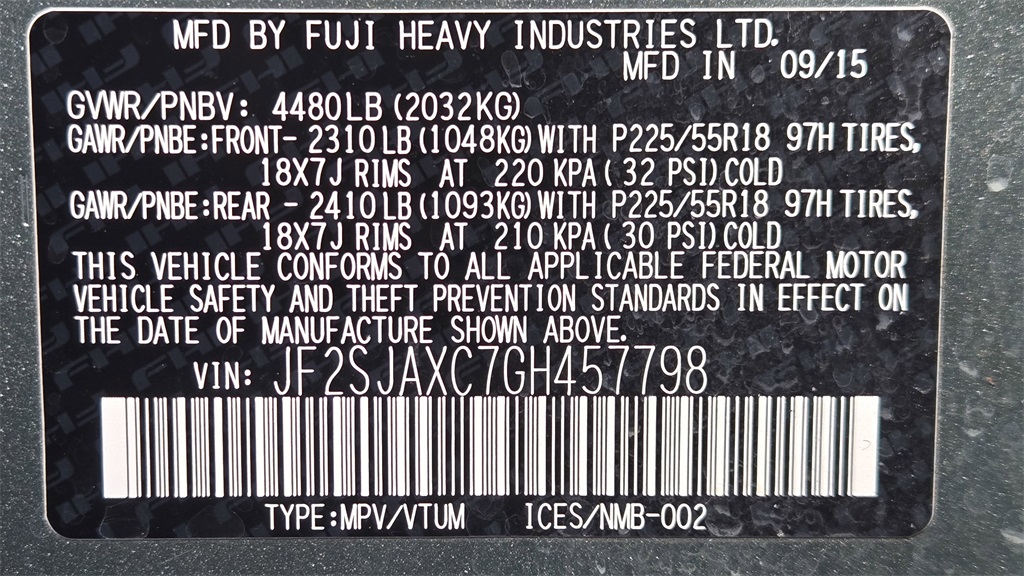 MFD BY FUJI HEAVY INDUSTRIES LTD.
MFD IN 09/15
GVWR/PNBV: 4480LB (2032KG)
GAWR/PNBE:FRONT- 2310LB (1048KG) WITH P225/55R18 97H TIRES,
18X7J RIMS AT 220 KPA ( 32 PSI) COLD
GAWR/PNBE:REAR - 2410LB (1093KG) WITH P225/55R18 97H TIRES,
18X7J RIMS AT 210 KPA ( 30 PSI) COLD
THIS VEHICLE CONFORMS TO ALL APPLICABLE FEDERAL MOTOR
VEHICLE SAFETY AND THEFT PREVENTION STANDARDS IN EFFECT ON
THE DATE OF MANUFACTURE SHOWN ABOVE.
VIN: JF2SJAXC7GH457798
TYPE:MPV/VTUM ICES/NMB-002